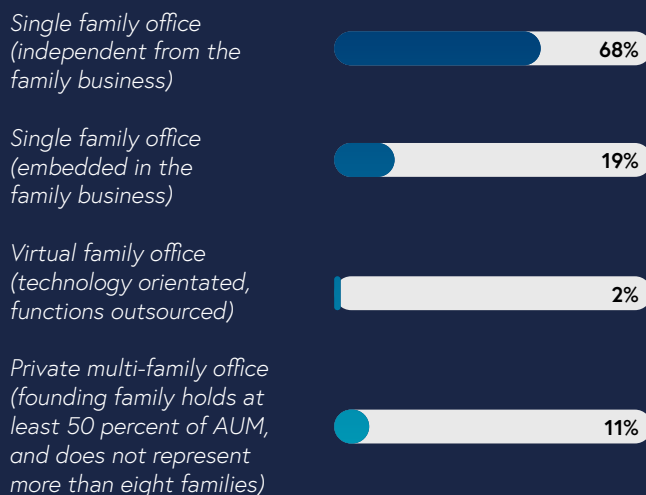 Single family office
(independent from the
family business)
68%
Single family office
(embedded in the
family business)
19%
Virtual family office
(technology orientated,
functions outsourced)
2%
Private multi-family office
(founding family holds at
least 50 percent of AUM,
and does not represent
more than eight families)
11%